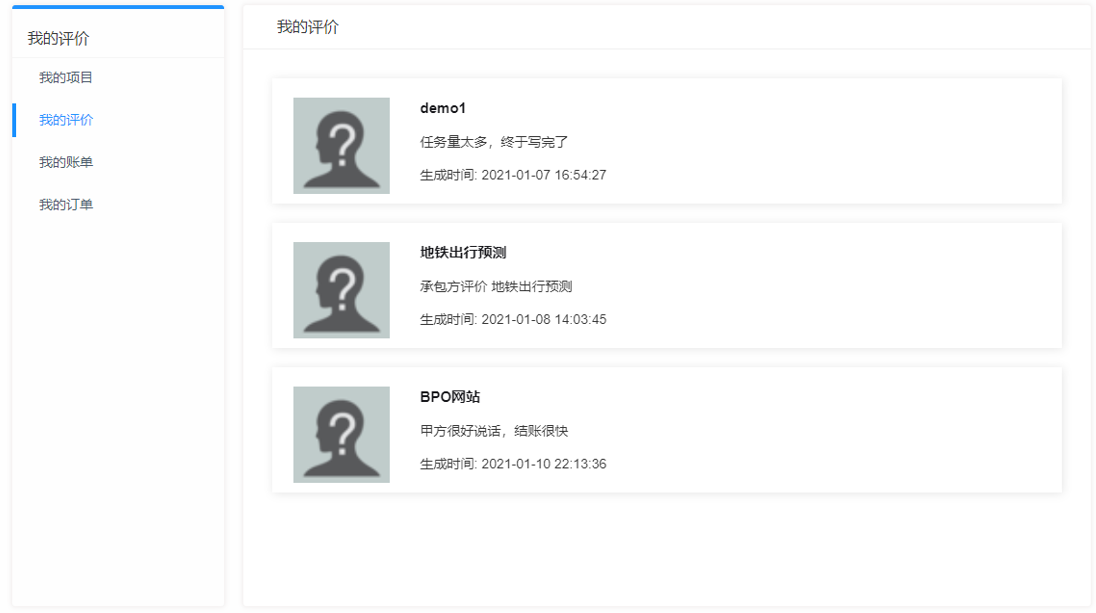 我的评价
我的项目
我的评价
我的账单
我的订单
我的评价
demo1
任务量太多，终于写完了
生成时间: 2021-01-07 16:54:27
地铁出行预测
承包方评价 地铁出行预测
生成时间: 2021-01-08 14:03:45
BPO网站
甲方很好说话，结账很快
生成时间: 2021-01-10 22:13:36